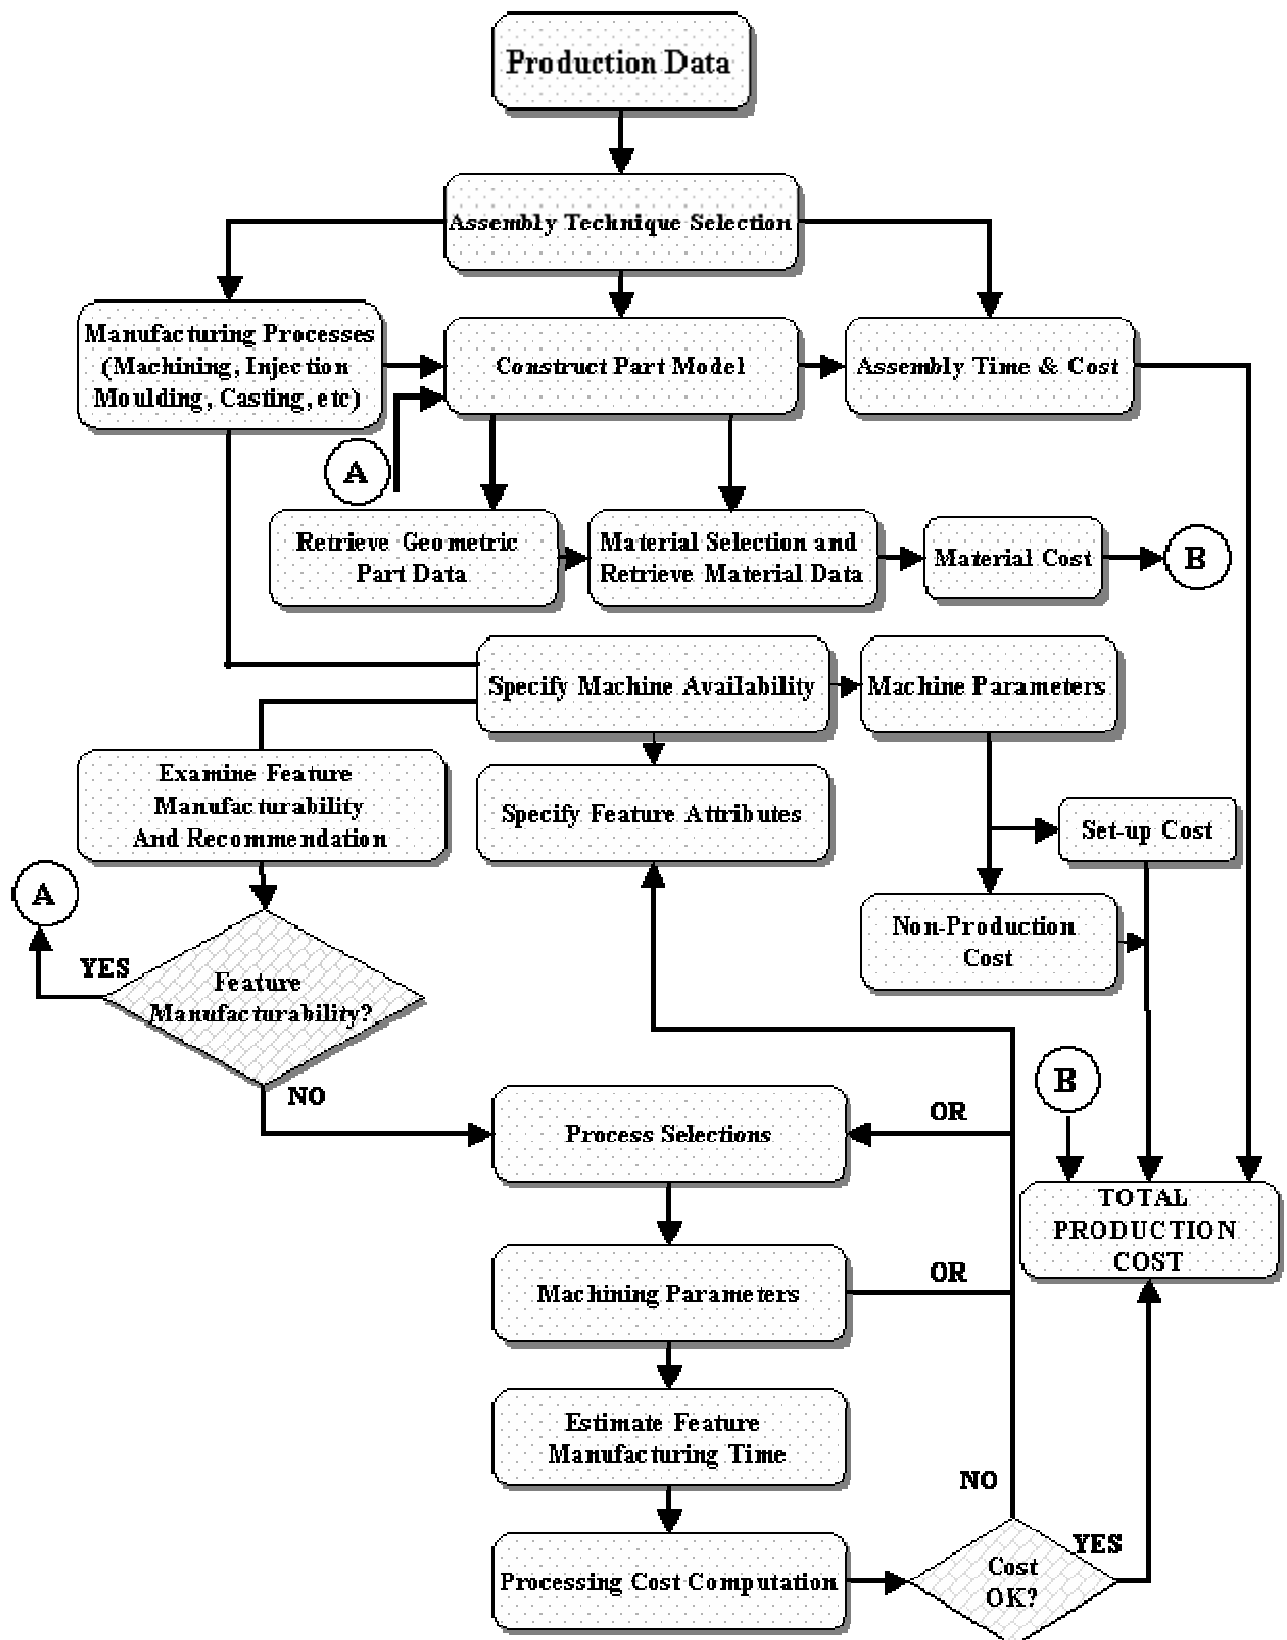 Production Data
Assembly Technique Selection
Manufacturing Processes
(Machining, Injection
Moulding, Casting, etc)
Construct Part Model
Assembly Time & Cost
A
Retrieve Geometric
Part Data
Material Selection and
Retrieve Material Data
Material Cost
B
Specify Machine Availability
Machine Parameters
Examine Feature
Manufacturability
And Recommendation
Specify Feature Attributes
Set-up Cost
A
Non-Production
Cost
YES
Feature
Manufacturability?
NO
B
Process Selections
OR
TOTAL
PRODUCTION
COST
Machining Parameters
OR
Estimate Feature
Manufacturing Time
NO
Processing Cost Computation
Cost
OK?
YES